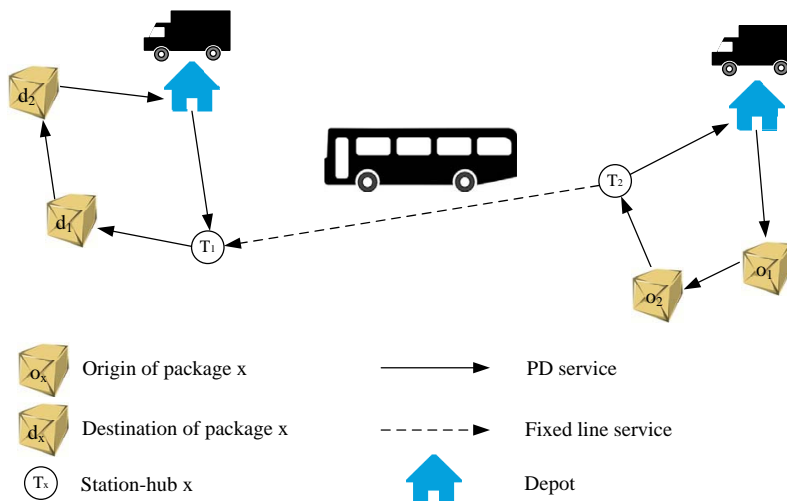 d2
d1
T1
T2
o1
o2
ox
Origin of package x
PD service
dx
Destination of package x
Fixed line service
Tx
Station-hub x
Depot